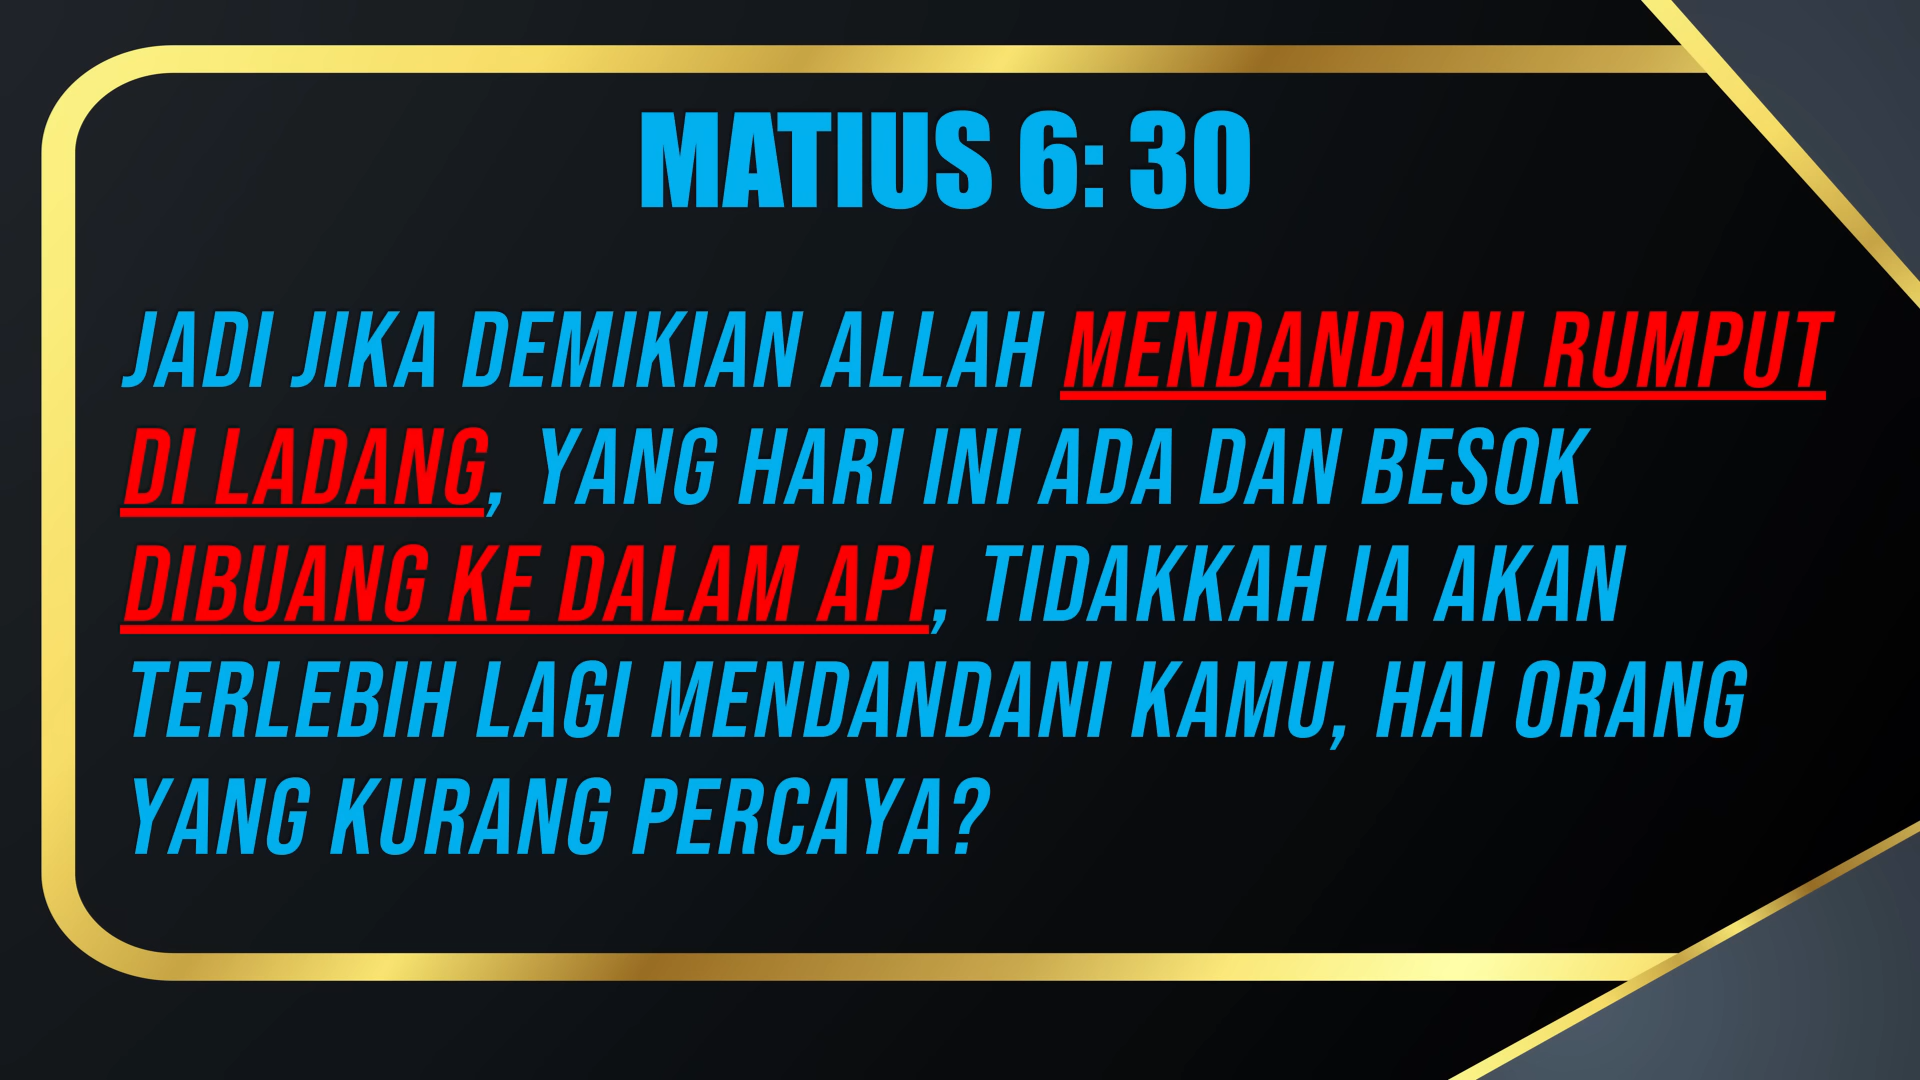 MATIUS 6: 30
JADI JIKA DEMIKIAN ALLAH MENDANDANI RUMPUT
DI LADANG, YANG HARI INI ADA DAN BESOK
DIBUANG KE DALAM API, TIDAKKAH IA AKAN
TERLEBIH LAGI MENDANDANI KAMU, HAI ORANG
YANG KURANG PERCAYA?